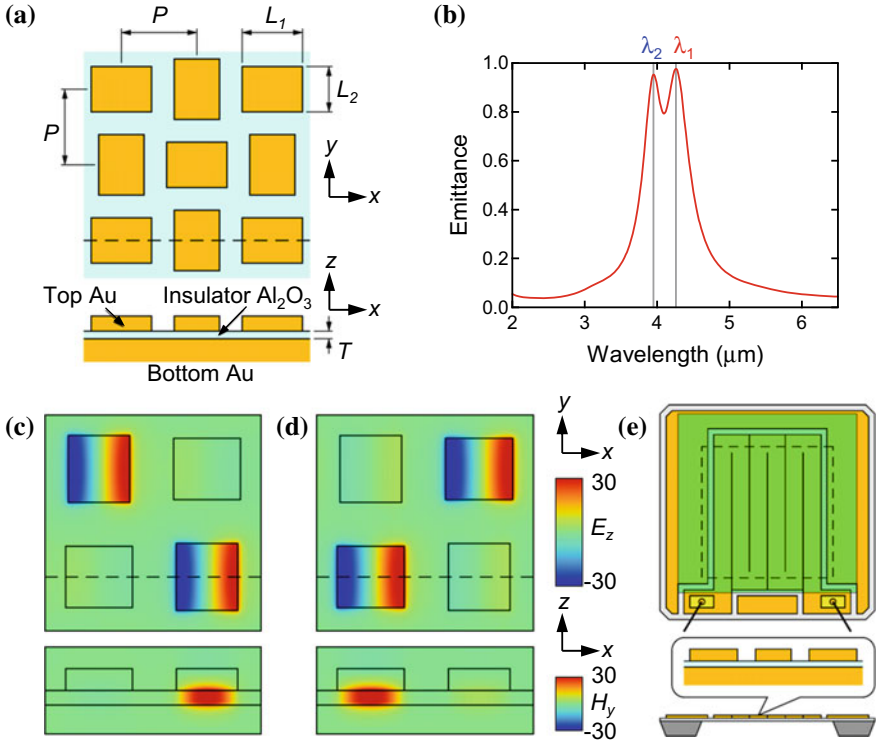 (a)
P
L1
L2
P
y
x
z
x
Top Au
Insulator Al2O3
T
Bottom Au
(b)
λ2
λ1
1.0
0.8
0.6
0.4
0.2
0.0
Emittance
2
3
4
5
6
Wavelength (μm)
(c)
(d)
y
x
30
Ez
-30
z
x
30
Hy
-30
(e)